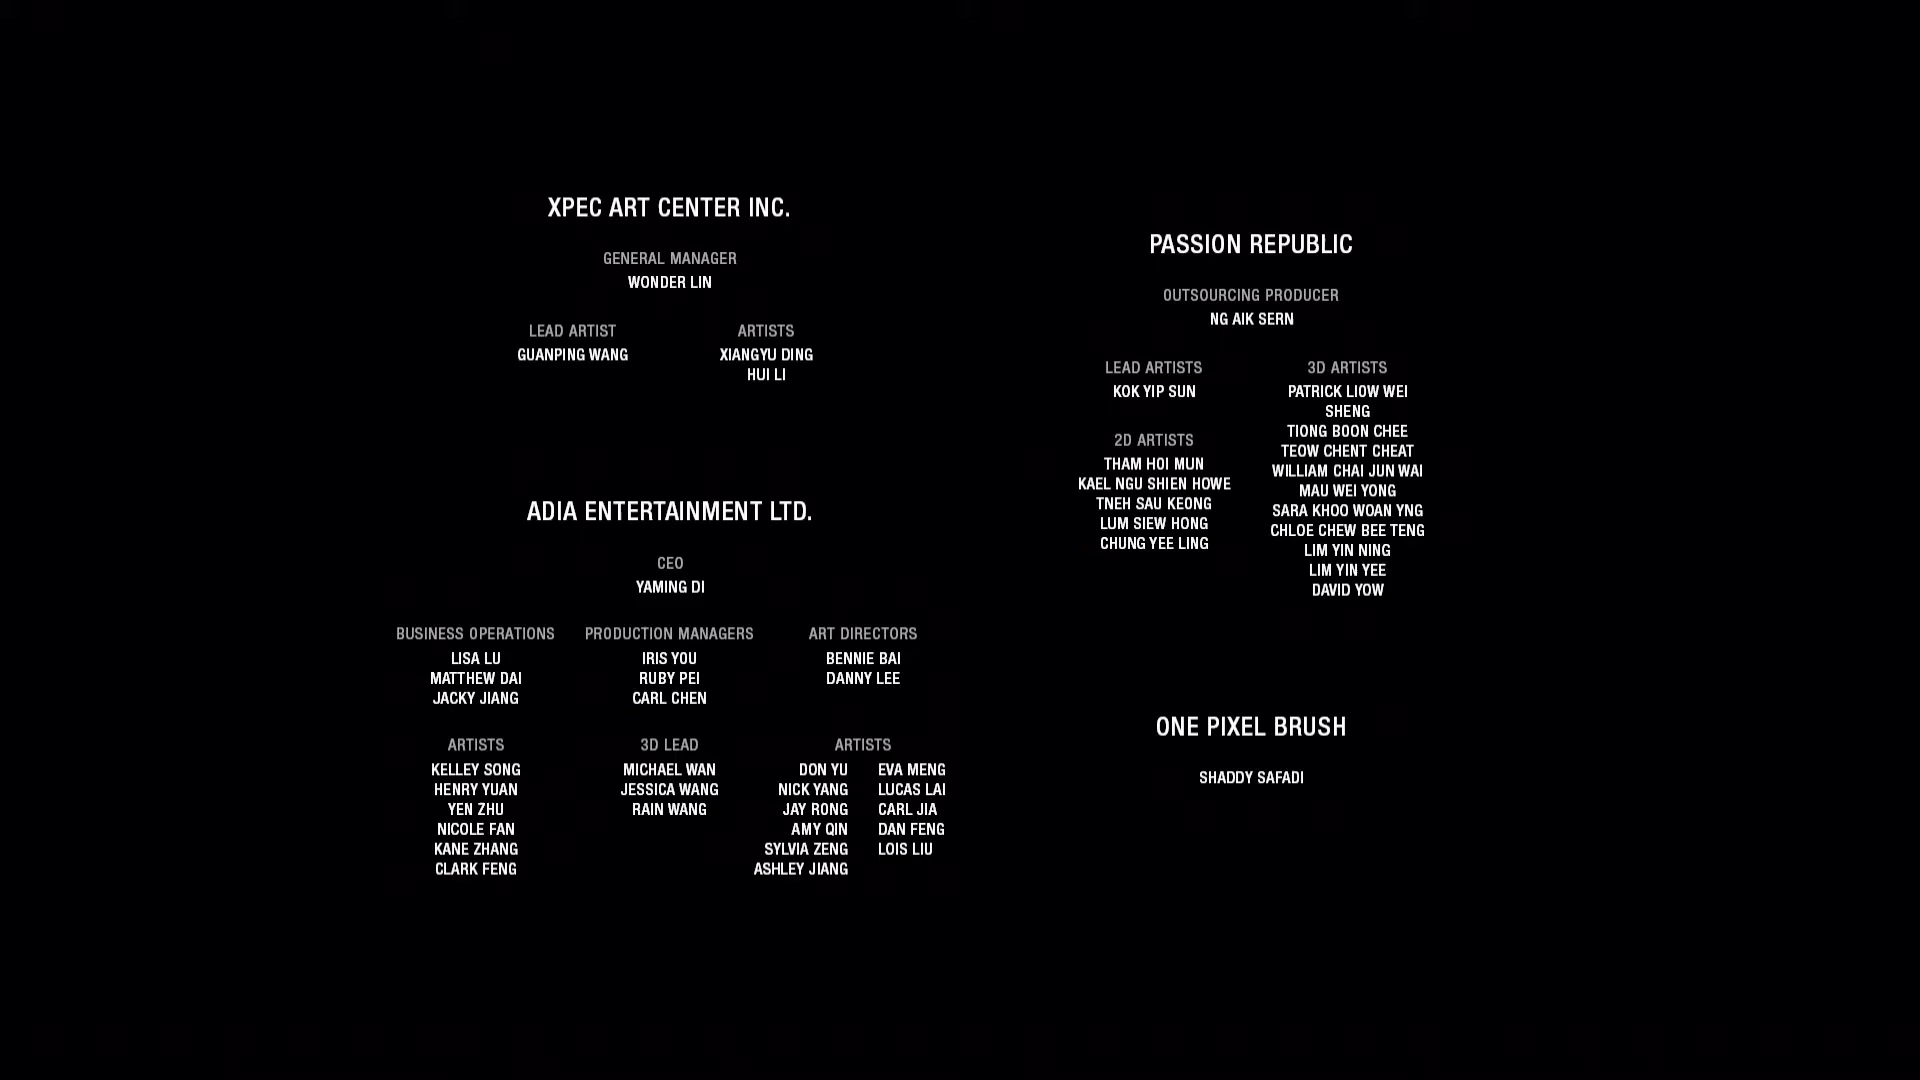 XPEC ART CENTER INC.
GENERAL MANAGER
WONDER LIN
LEAD ARTIST
GUANPING WANG
ARTISTS
XIANGYU DING
HUI LI
ADIA ENTERTAINMENT LTD.
CEO
YAMING DI
BUSINESS OPERATIONS
LISA LU
MATTHEW DAI
JACKY JIANG
PRODUCTION MANAGERS
IRIS YOU
RUBY PEI
CARL CHEN
ART DIRECTORS
BENNIE BAI
DANNY LEE
ARTISTS
KELLEY SONG
HENRY YUAN
YEN ZHU
NICOLE FAN
KANE ZHANG
CLARK FENG
3D LEAD
MICHAEL WAN
JESSICA WANG
RAIN WANG
ARTISTS
DON YU
NICK YANG
JAY RONG
AMY QIN
SYLVIA ZENG
ASHLEY JIANG
EVA MENG
LUCAS LAI
CARL JIA
DAN FENG
LOIS LIU
PASSION REPUBLIC
OUTSOURCING PRODUCER
NG AIK SERN
LEAD ARTISTS
KOK YIP SUN
2D ARTISTS
THAM HOI MUN
KAEL NGU SHIEN HOWE
TNEH SAU KEONG
LUM SIEW HONG
CHUNG YEE LING
3D ARTISTS
PATRICK LIOW WEI
SHENG
TIONG BOON CHEE
TEOW CHENT CHEAT
WILLIAM CHAI JUN WAI
MAU WEI YONG
SARA KHOO WOAN YNG
CHLOE CHEW BEE TENG
LIM YIN NING
LIM YIN YEE
DAVID YOW
ONE PIXEL BRUSH
SHADDY SAFADI